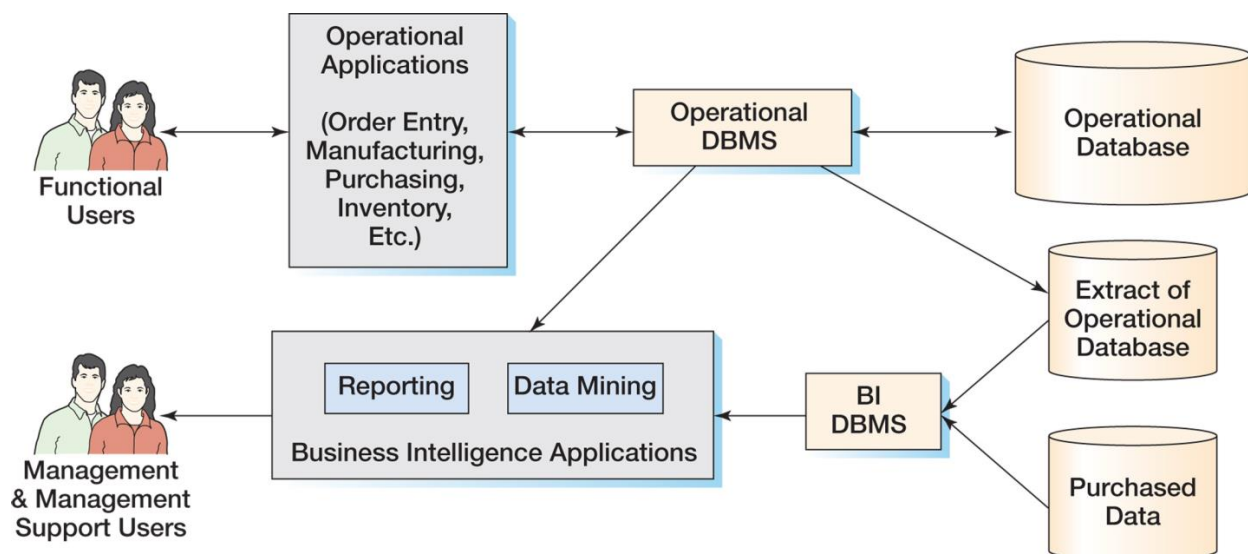 Operational
Applications
(Order Entry,
Manufacturing,
Purchasing,
Inventory,
Etc.)
Functional
Users
Operational
DBMS
Operational
Database
Extract of
Operational
Database
Reporting
Data Mining
Business Intelligence Applications
BI
DBMS
Management
& Management
Support Users
Purchased
Data